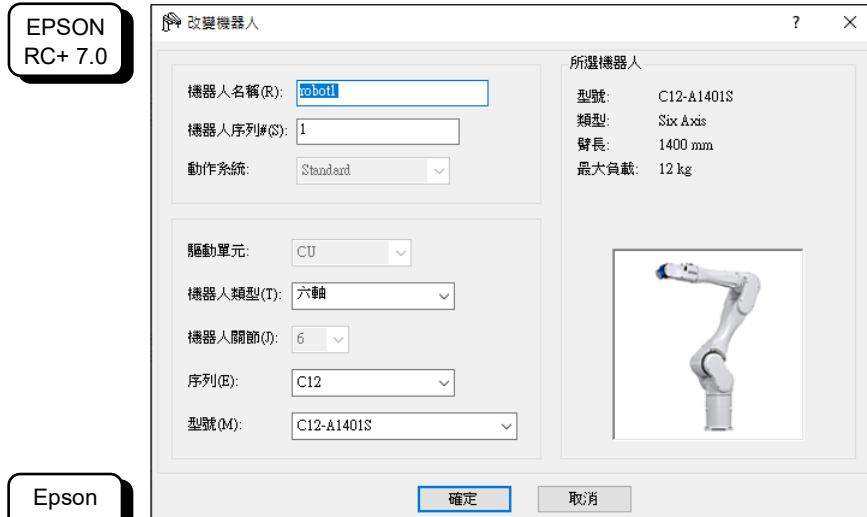 EPSON
RC+ 7.0
改變機器人
?
機器人名稱(R): robot1
機器人序列#(S): 1
動作系統: Standard
驅動單元: CU
機器人類型(T): 六軸
機器人關節(J): 6
序列(E): C12
型號(M): C12-A1401S
所選機器人
型號: C12-A1401S
類型: Six Axis
臂長: 1400 mm
最大負載: 12 kg
確定
取消
Epson